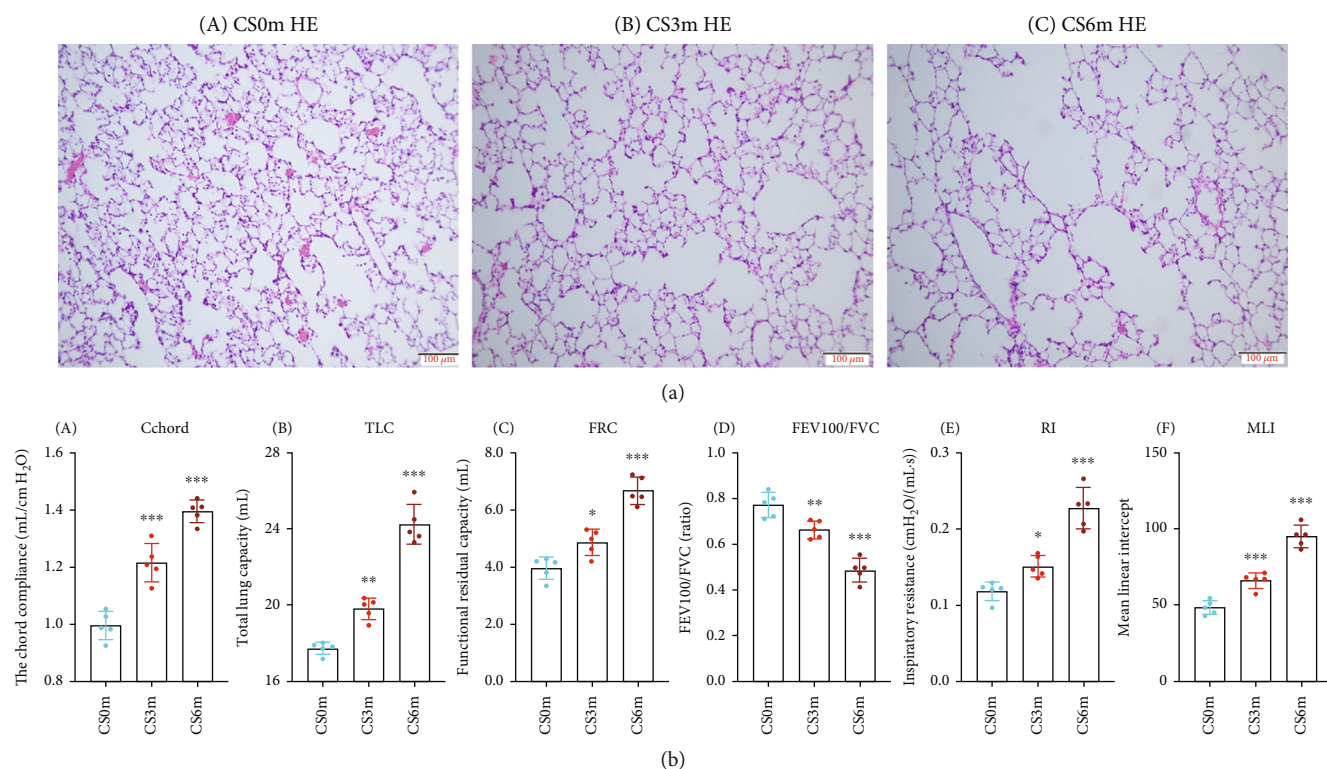 (A) CS0m HE
(B) CS3m HE
(C) CS6m HE
100 µm
100 µm
100 µm
(a)
(A) Cchord
The chord compliance (mL/cm H₂O)
1.6
1.4
1.2
1.0
0.8
***
***
CS0m
CS3m
CS6m
(B) TLC
Total lung capacity (mL)
28
24
20
16
**
***
CS0m
CS3m
CS6m
(C) FRC
Functional residual capacity (mL)
8.0
6.0
4.0
2.0
0.0
*
***
CS0m
CS3m
CS6m
(D) FEV100/FVC
FEV100/FVC (ratio)
1.0
0.8
0.6
0.4
0.2
0.0
**
***
CS0m
CS3m
CS6m
(E) RI
Inspiratory resistance (cmH₂O/(mL·s))
0.3
0.2
0.1
0.0
*
***
CS0m
CS3m
CS6m
(F) MLI
Mean linear intercept
150
100
50
0
***
***
CS0m
CS3m
CS6m
(b)